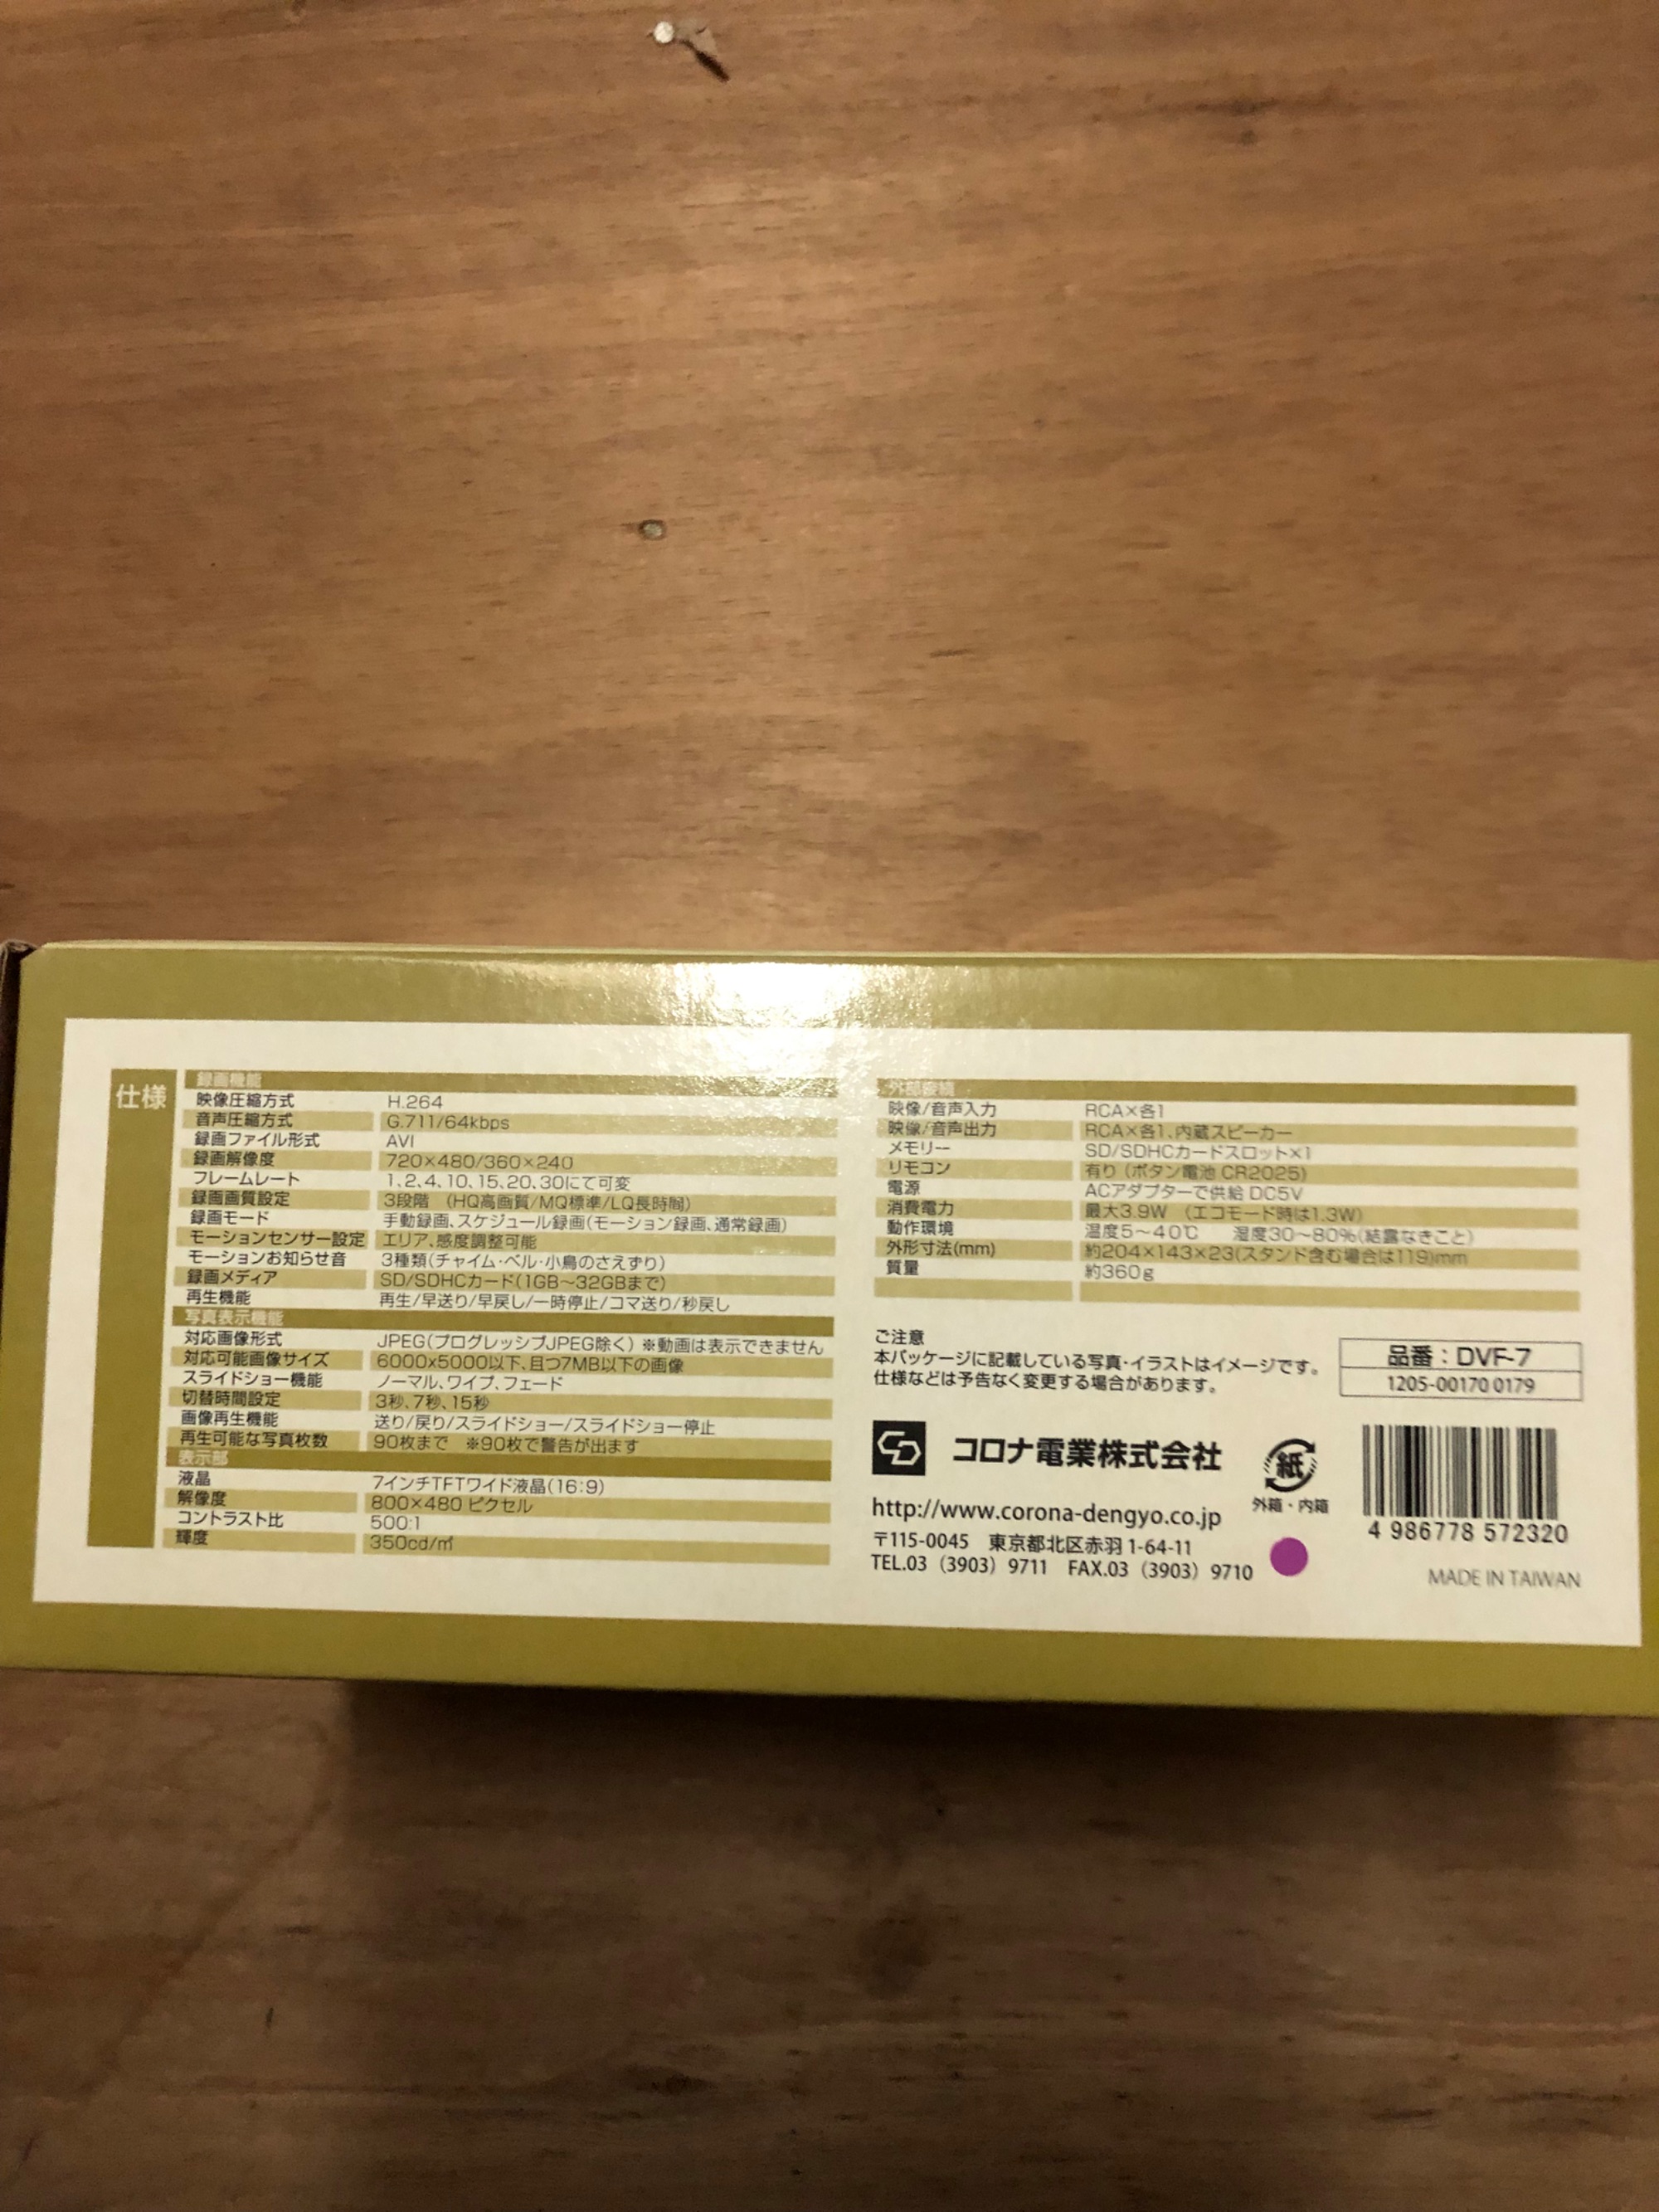 仕様
録画機能
映像圧縮方式 H.264
音声圧縮方式 G.711/64kbps
録画ファイル形式 AVI
録画解像度 720×480/360×240
フレームレート 1、2、4、10、15、20、30にて可変
録画画質設定 3段階 (HQ高画質/MQ標準/LQ長時間)
録画モード 手動録画、スケジュール録画(モーション録画、通常録画)
モーションセンサー設定 エリア、感度調整可能
モーションお知らせ音 3種類(チャイム・ベル・小鳥のさえずり)
録画メディア SD/SDHCカード(1GB～32GBまで)
再生機能 再生/早送り/早戻し/一時停止/コマ送り/秒戻し
写真表示機能
対応画像形式 JPEG(プログレッシブJPEG除く) ※動画は表示できません
対応可能画像サイズ 6000x5000以下、且つ7MB以下の画像
スライドショー機能 ノーマル、ワイプ、フェード
切替時間設定 3秒、7秒、15秒
画像再生機能 送り/戻り/スライドショー/スライドショー停止
再生可能な写真枚数 90枚まで ※90枚で警告が出ます
表示部
液晶 7インチTFTワイド液晶(16:9)
解像度 800×480 ピクセル
コントラスト比 500:1
輝度 350cd/㎡
外部接続
映像/音声入力 RCA×各1
映像/音声出力 RCA×各1、内蔵スピーカー
メモリー SD/SDHCカードスロット×1
リモコン 有り (ボタン電池 CR2025)
電源 ACアダプターで供給 DC5V
消費電力 最大3.9W (エコモード時は1.3W)
動作環境 温度5～40℃ 湿度30～80%(結露なきこと)
外形寸法(mm) 約204×143×23(スタンド含む場合は119)mm
質量 約360g
ご注意
本パッケージに記載している写真・イラストはイメージです。
仕様などは予告なく変更する場合があります。
品番：DVF-7
1205-00170 0179
コロナ電業株式会社
http://www.corona-dengyo.co.jp
〒115-0045 東京都北区赤羽 1-64-11
TEL.03 (3903) 9711 FAX.03 (3903) 9710
紙
外箱・内箱
4 986778 572320
MADE IN TAIWAN